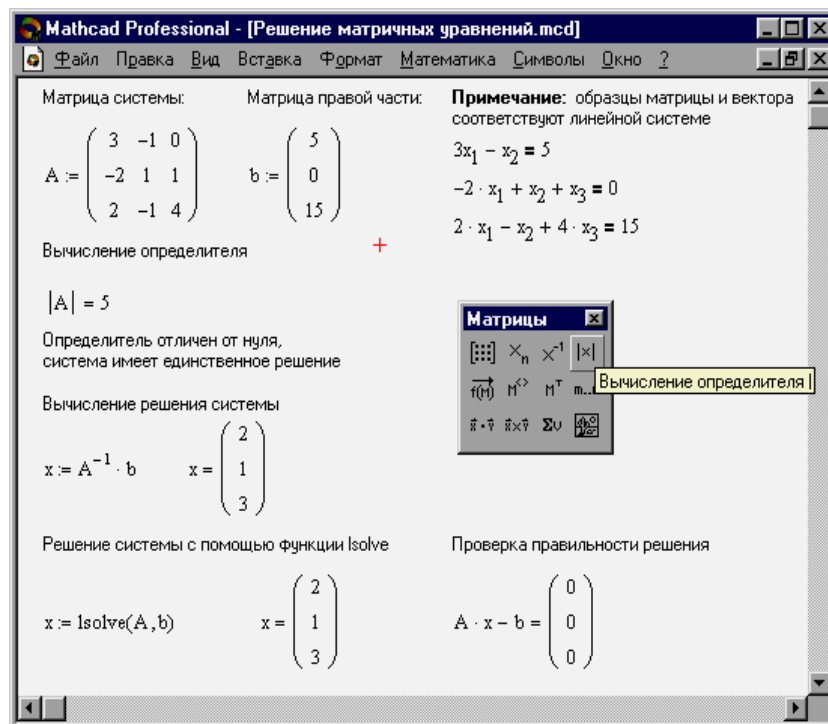 Mathcad Professional - [Решение матричных уравнений.mcd]
Файл Правка Вид Вставка Формат Математика Символы Окно ?
Матрица системы:
Матрица правой части:
Примечание: образцы матрицы и вектора
соответствуют линейной системе
A := ( 3 -1 0
-2 1 1
2 -1 4 )
b := ( 5
0
15 )
3x₁ − x₂ = 5
−2 · x₁ + x₂ + x₃ = 0
2 · x₁ − x₂ + 4 · x₃ = 15
Вычисление определителя
|A| = 5
Определитель отличен от нуля,
система имеет единственное решение
Матрицы
[:::] Xₙ X⁻¹ |×|
f(M) M<> Mᵀ m..n
Вычисление определителя |
ΣU
Вычисление решения системы
x := A⁻¹ · b
x = ( 2
1
3 )
Решение системы с помощью функции lsolve
Проверка правильности решения
x := lsolve(A,b)
x = ( 2
1
3 )
A · x − b = ( 0
0
0 )